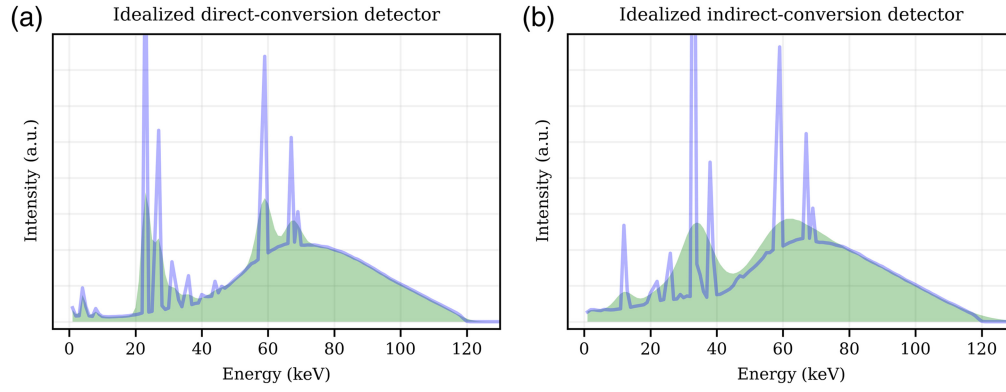 (a) Idealized direct-conversion detector
Intensity (a.u.)
0 20 40 60 80 100 120
Energy (keV)
(b) Idealized indirect-conversion detector
Intensity (a.u.)
0 20 40 60 80 100 120
Energy (keV)